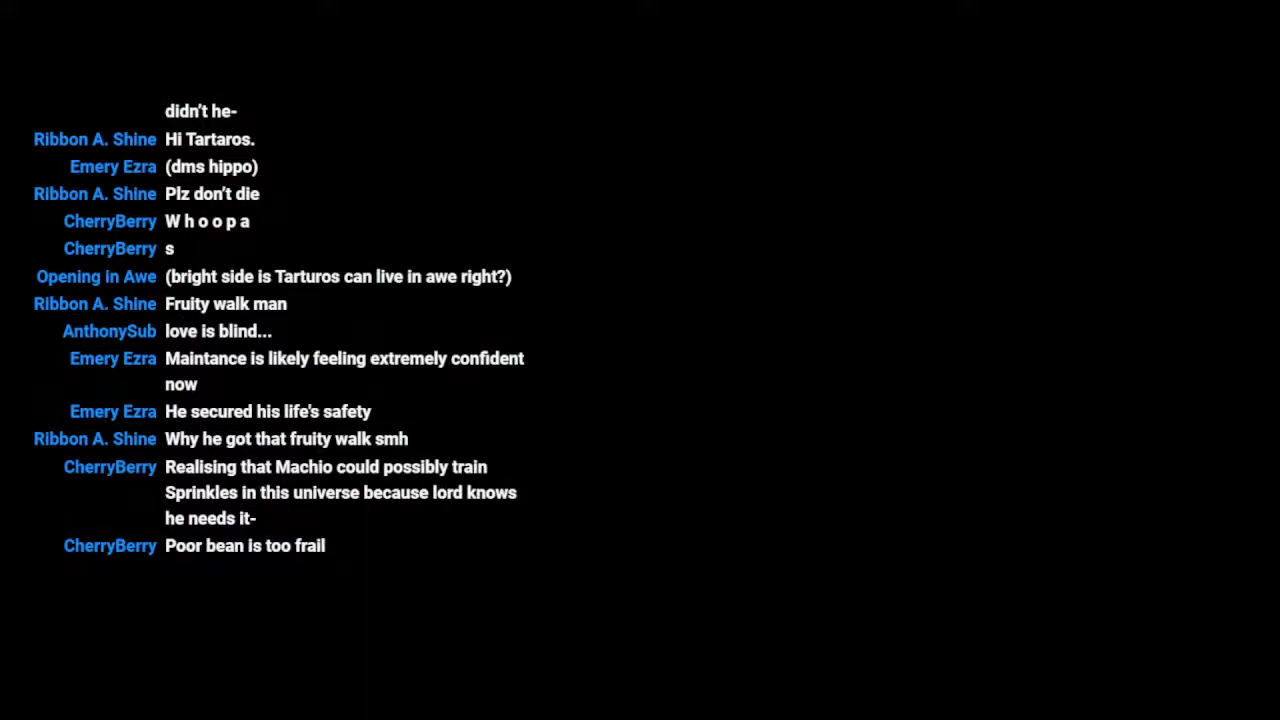 didn't he-
Ribbon A. Shine Hi Tartaros.
Emery Ezra (dms hippo)
Ribbon A. Shine Plz don't die
CherryBerry W h o o p a
CherryBerry s
Opening in Awe (bright side is Tarturos can live in awe right?)
Ribbon A. Shine Fruity walk man
AnthonySub love is blind...
Emery Ezra Maintance is likely feeling extremely confident
now
Emery Ezra He secured his life's safety
Ribbon A. Shine Why he got that fruity walk smh
CherryBerry Realising that Machio could possibly train
Sprinkles in this universe because lord knows
he needs it-
CherryBerry Poor bean is too frail